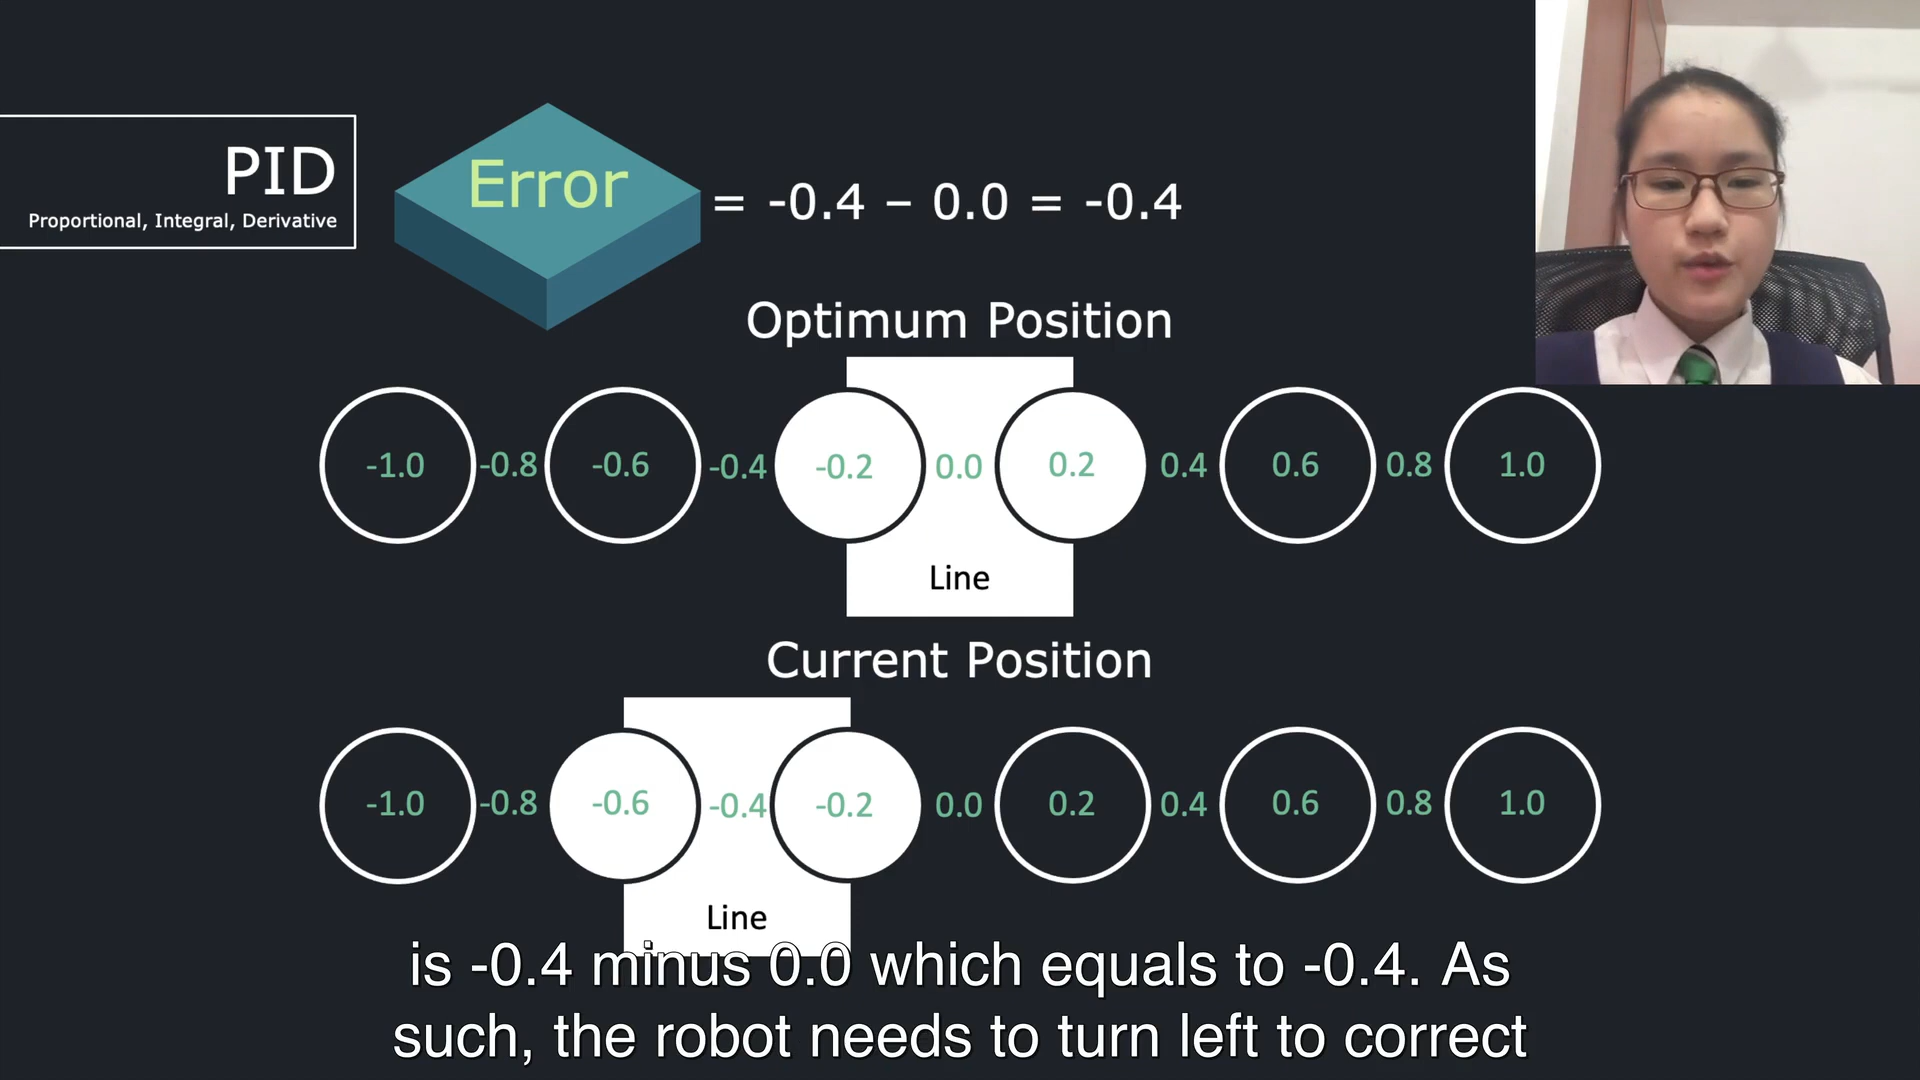 PID
Proportional, Integral, Derivative
Error
= -0.4 – 0.0 = -0.4
Optimum Position
-1.0 -0.8 -0.6 -0.4 -0.2 0.0 0.2 0.4 0.6 0.8 1.0
Line
Current Position
-1.0 -0.8 -0.6 -0.4 -0.2 0.0 0.2 0.4 0.6 0.8 1.0
Line
is -0.4 minus 0.0 which equals to -0.4. As
such, the robot needs to turn left to correct